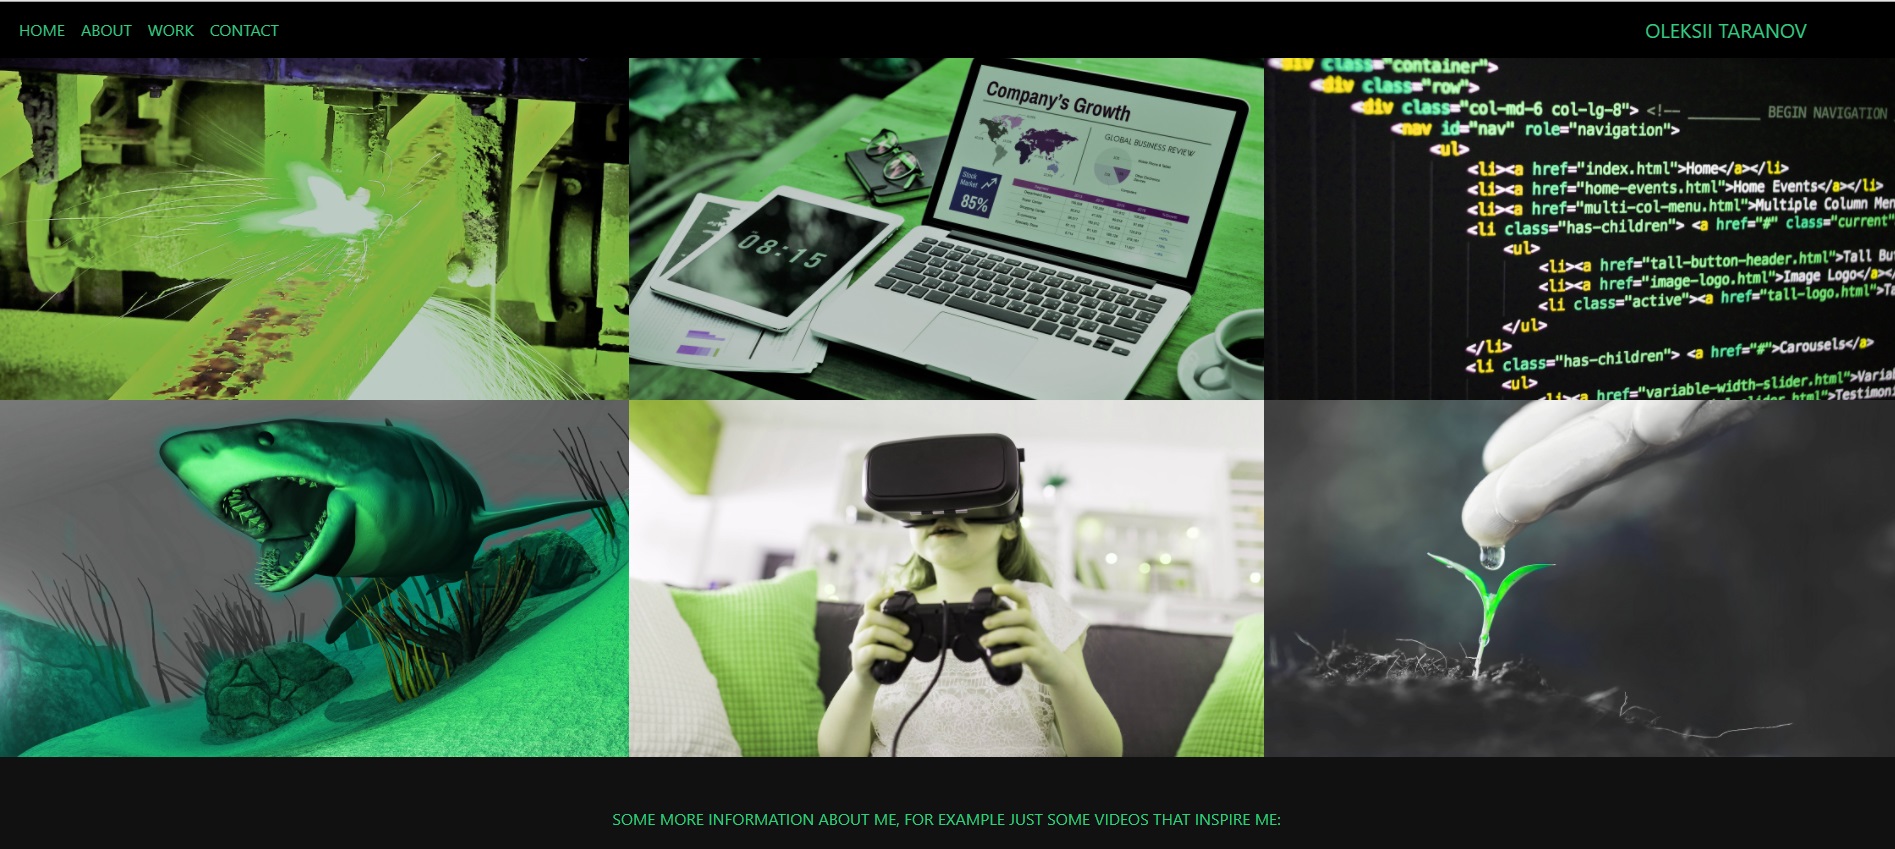 HOME ABOUT WORK CONTACT
OLEKSII TARANOV
Company's Growth
GLOBAL BUSINESS REVIEW
Stock
Market
85%
08:15
<div class="container">
<div class="row">
<div class="col-md-6 col-lg-8"> <!-- __________ BEGIN NAVIGATION
<nav id="nav" role="navigation">
<ul>
<li><a href="index.html">Home</a></li>
<li><a href="home-events.html">Home Events</a></li>
<li><a href="multi-col-menu.html">Multiple Column Men
<li class="has-children"> <a href="#" class="current"
<ul>
<li><a href="tall-button-header.html">Tall Bu
<li><a href="image-logo.html">Image Logo</a></
<li class="active"><a href="tall-logo.html">Ta
</ul>
</li>
<li class="has-children"> <a href="#">Carousels</a>
<ul>
<li><a href="variable-width-slider.html">Variab
slider.html">Testimoni
SOME MORE INFORMATION ABOUT ME, FOR EXAMPLE JUST SOME VIDEOS THAT INSPIRE ME: